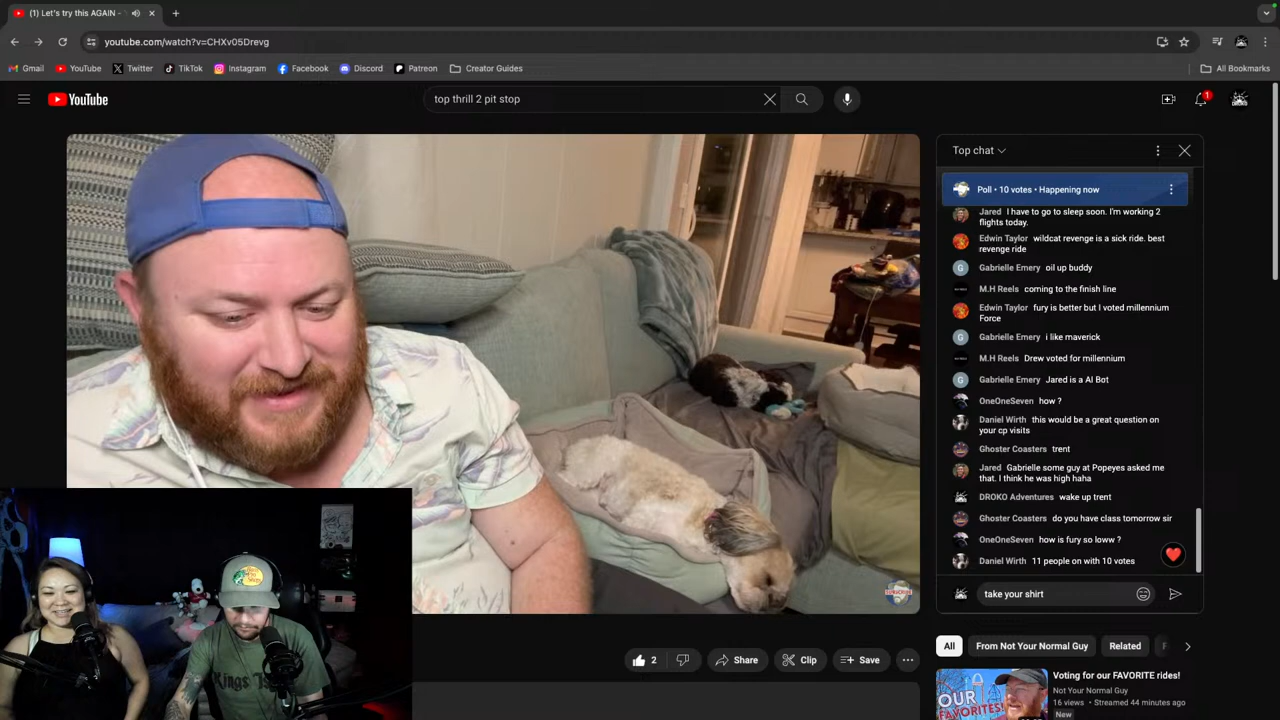 (1) Let's try this AGAIN -
youtube.com/watch?v=CHXv05Drevg
Gmail YouTube Twitter TikTok Instagram Facebook Discord Patreon Creator Guides All Bookmarks
YouTube
top thrill 2 pit stop
1
Top chat
Poll • 10 votes • Happening now
Jared I have to go to sleep soon. I'm working 2
flights today.
Edwin Taylor wildcat revenge is a sick ride. best
revenge ride
Gabrielle Emery oil up buddy
M.H Reels coming to the finish line
Edwin Taylor fury is better but I voted millennium
Force
Gabrielle Emery i like maverick
M.H Reels Drew voted for millennium
Gabrielle Emery Jared is a AI Bot
OneOneSeven how ?
Daniel Wirth this would be a great question on
your cp visits
Ghoster Coasters trent
Jared Gabrielle some guy at Popeyes asked me
that. I think he was high haha
DROKO Adventures wake up trent
Ghoster Coasters do you have class tomorrow sir
OneOneSeven how is fury so loww ?
Daniel Wirth 11 people on with 10 votes
take your shirt
2 Share Clip Save
All From Not Your Normal Guy Related
OUR
FAVORITES!
Voting for our FAVORITE rides!
Not Your Normal Guy
16 views • Streamed 44 minutes ago
New
Bass Pro Shops
Kings